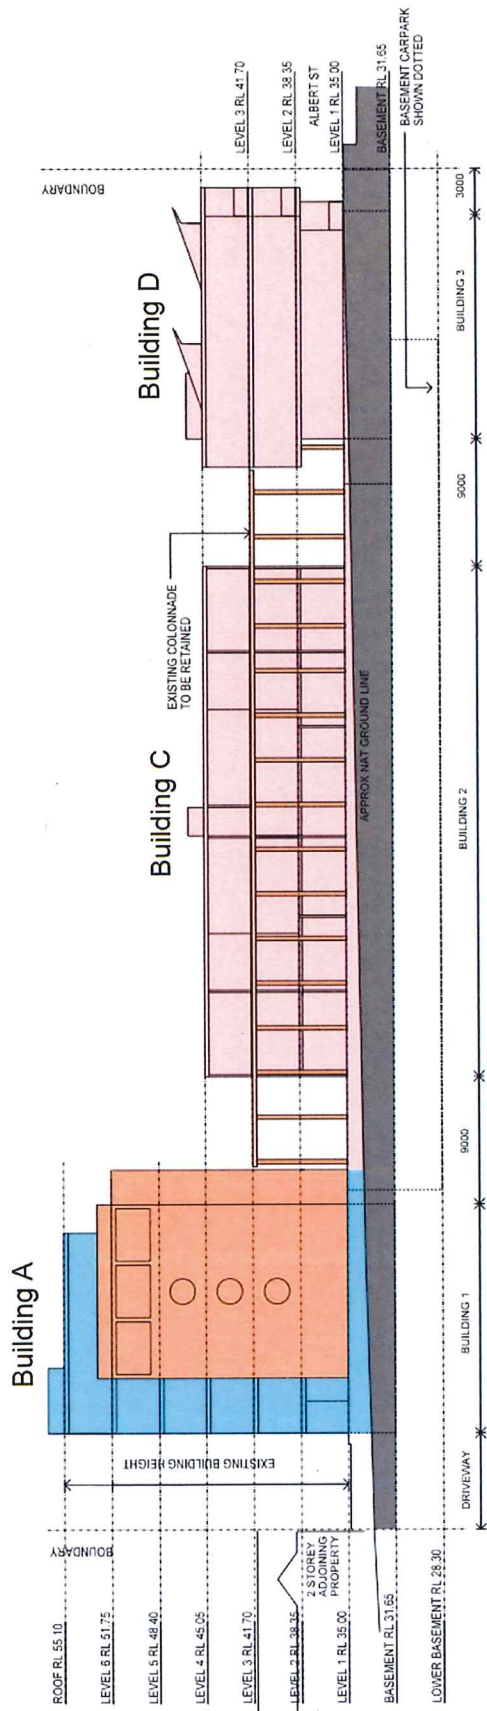 Building A
Building C
Building D
BOUNDARY
BOUNDARY
ROOF RL 55.10
LEVEL 6 RL 51.75
LEVEL 5 RL 48.40
LEVEL 4 RL 45.05
LEVEL 3 RL 41.70
LEVEL 2 RL 38.35
LEVEL 1 RL 35.00
BASEMENT RL 31.65
LOWER BASEMENT RL 28.30
2 STOREY
ADJOINING
PROPERTY
EXISTING BUILDING HEIGHT
EXISTING COLONNADE
TO BE RETAINED
APPROX NAT GROUND LINE
LEVEL 3 RL 41.70
LEVEL 2 RL 38.35
ALBERT ST
LEVEL 1 RL 35.00
BASEMENT RL 31.65
BASEMENT CARPARK
SHOWN DOTTED
DRIVEWAY
BUILDING 1
9000
BUILDING 2
9000
BUILDING 3
3000